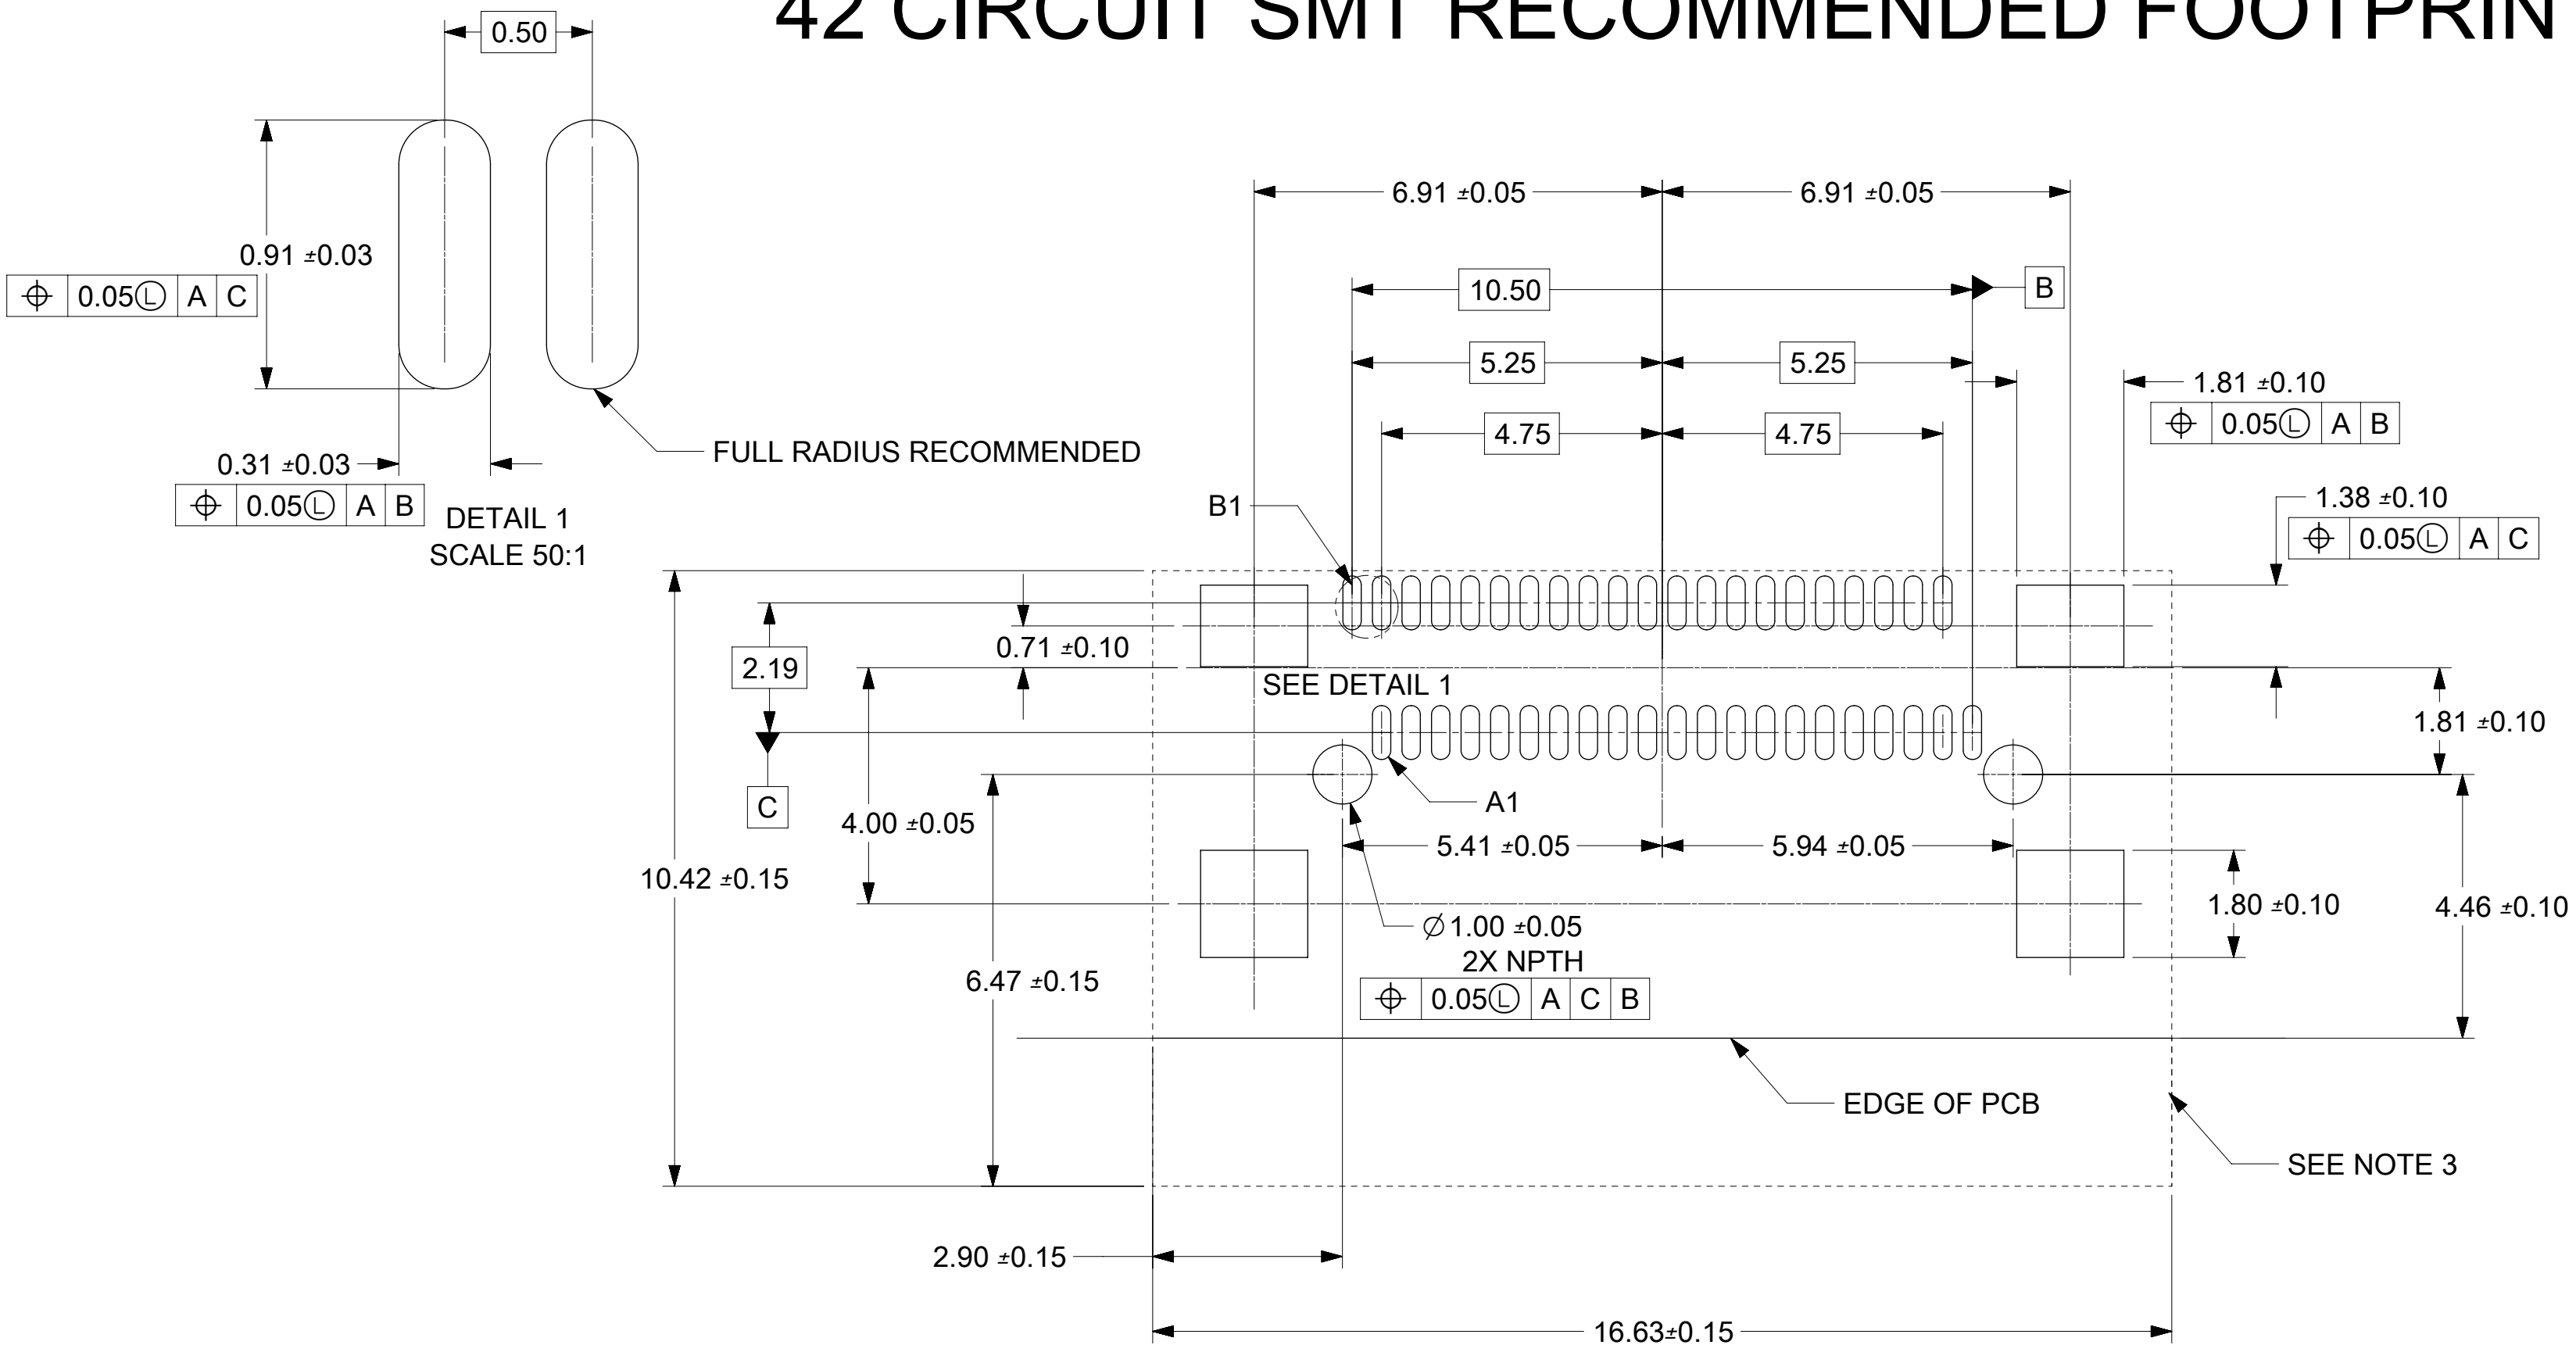 42 CIRCUIT SMT RECOMMENDED FOOTPRIN
0.50
6.91 ±0.05
6.91 ±0.05
0.91 ±0.03
⌖ 0.05Ⓛ A C
10.50
B
5.25
5.25
1.81 ±0.10
⌖ 0.05Ⓛ A B
4.75
4.75
FULL RADIUS RECOMMENDED
0.31 ±0.03
⌖ 0.05Ⓛ A B
DETAIL 1
SCALE 50:1
B1
1.38 ±0.10
⌖ 0.05Ⓛ A C
0.71 ±0.10
2.19
SEE DETAIL 1
1.81 ±0.10
C
A1
4.00 ±0.05
5.41 ±0.05
5.94 ±0.05
10.42 ±0.15
1.80 ±0.10
4.46 ±0.10
∅1.00 ±0.05
2X NPTH
⌖ 0.05Ⓛ A C B
6.47 ±0.15
EDGE OF PCB
SEE NOTE 3
2.90 ±0.15
16.63±0.15